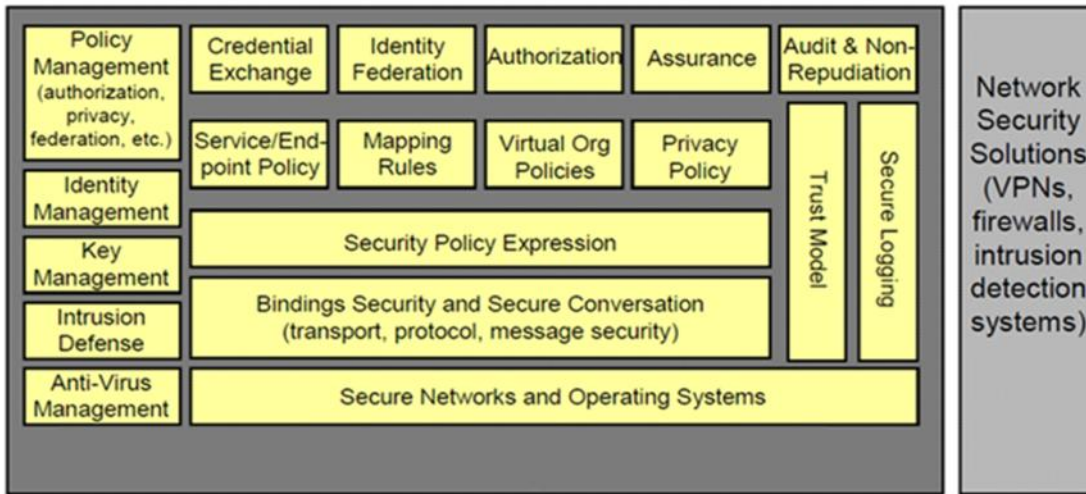 Policy
Management
(authorization,
privacy,
federation, etc.)
Identity
Management
Key
Management
Intrusion
Defense
Anti-Virus
Management
Credential
Exchange
Identity
Federation
Authorization
Assurance
Audit & Non-
Repudiation
Service/End-
point Policy
Mapping
Rules
Virtual Org
Policies
Privacy
Policy
Trust Model
Secure Logging
Security Policy Expression
Bindings Security and Secure Conversation
(transport, protocol, message security)
Secure Networks and Operating Systems
Network
Security
Solutions
(VPNs,
firewalls,
intrusion
detection
systems)